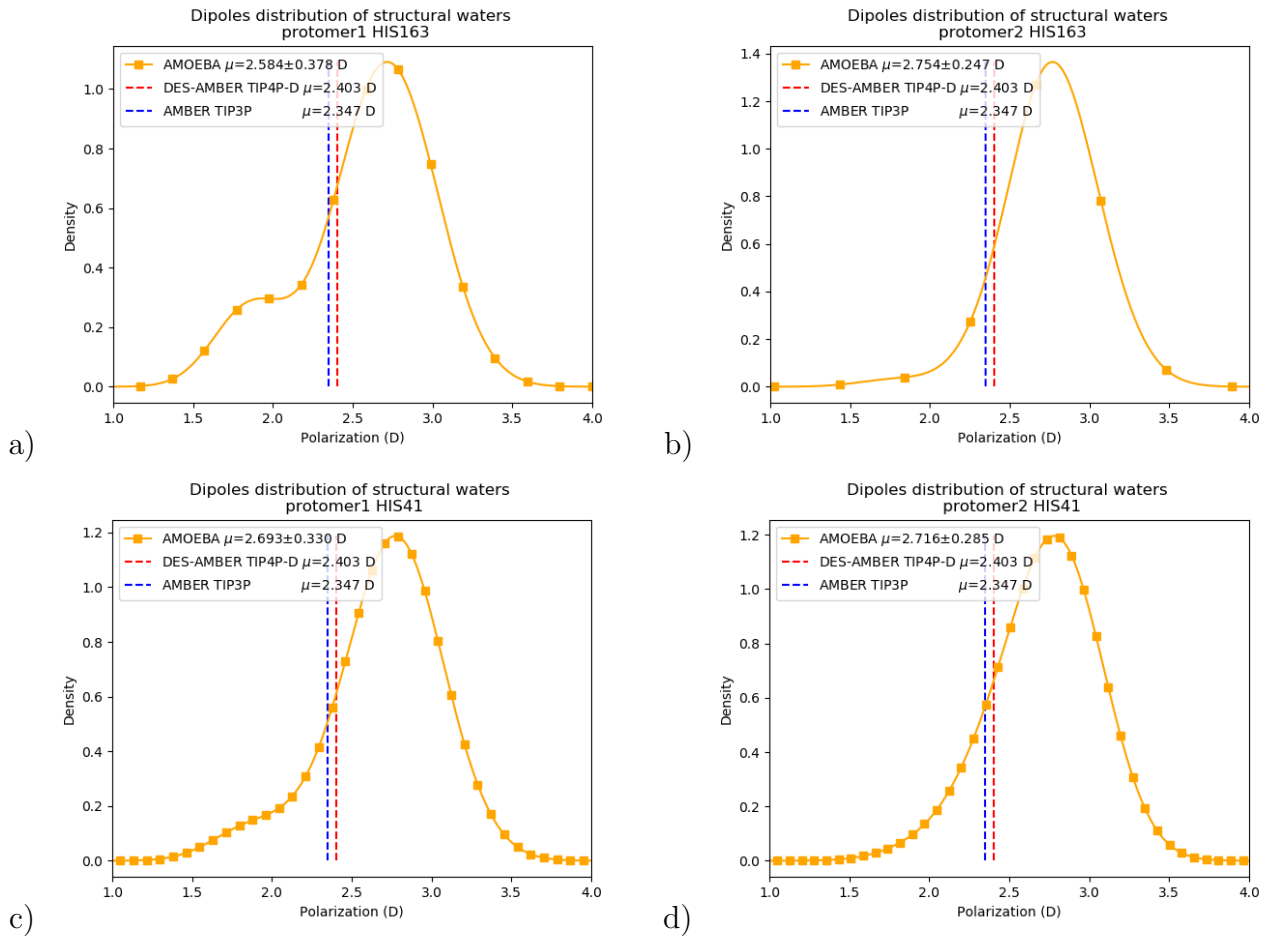 Dipoles distribution of structural waters
protomer1 HIS163
AMOEBA μ=2.584±0.378 D
DES-AMBER TIP4P-D μ=2.403 D
AMBER TIP3P μ=2.347 D
1.0
0.8
0.6
0.4
0.2
0.0
Density
1.0 1.5 2.0 2.5 3.0 3.5 4.0
Polarization (D)
a)
Dipoles distribution of structural waters
protomer2 HIS163
AMOEBA μ=2.754±0.247 D
DES-AMBER TIP4P-D μ=2.403 D
AMBER TIP3P μ=2.347 D
1.4
1.2
1.0
0.8
0.6
0.4
0.2
0.0
Density
1.0 1.5 2.0 2.5 3.0 3.5 4.0
Polarization (D)
b)
Dipoles distribution of structural waters
protomer1 HIS41
AMOEBA μ=2.693±0.330 D
DES-AMBER TIP4P-D μ=2.403 D
AMBER TIP3P μ=2.347 D
1.2
1.0
0.8
0.6
0.4
0.2
0.0
Density
1.0 1.5 2.0 2.5 3.0 3.5 4.0
Polarization (D)
c)
Dipoles distribution of structural waters
protomer2 HIS41
AMOEBA μ=2.716±0.285 D
DES-AMBER TIP4P-D μ=2.403 D
AMBER TIP3P μ=2.347 D
1.2
1.0
0.8
0.6
0.4
0.2
0.0
Density
1.0 1.5 2.0 2.5 3.0 3.5 4.0
Polarization (D)
d)